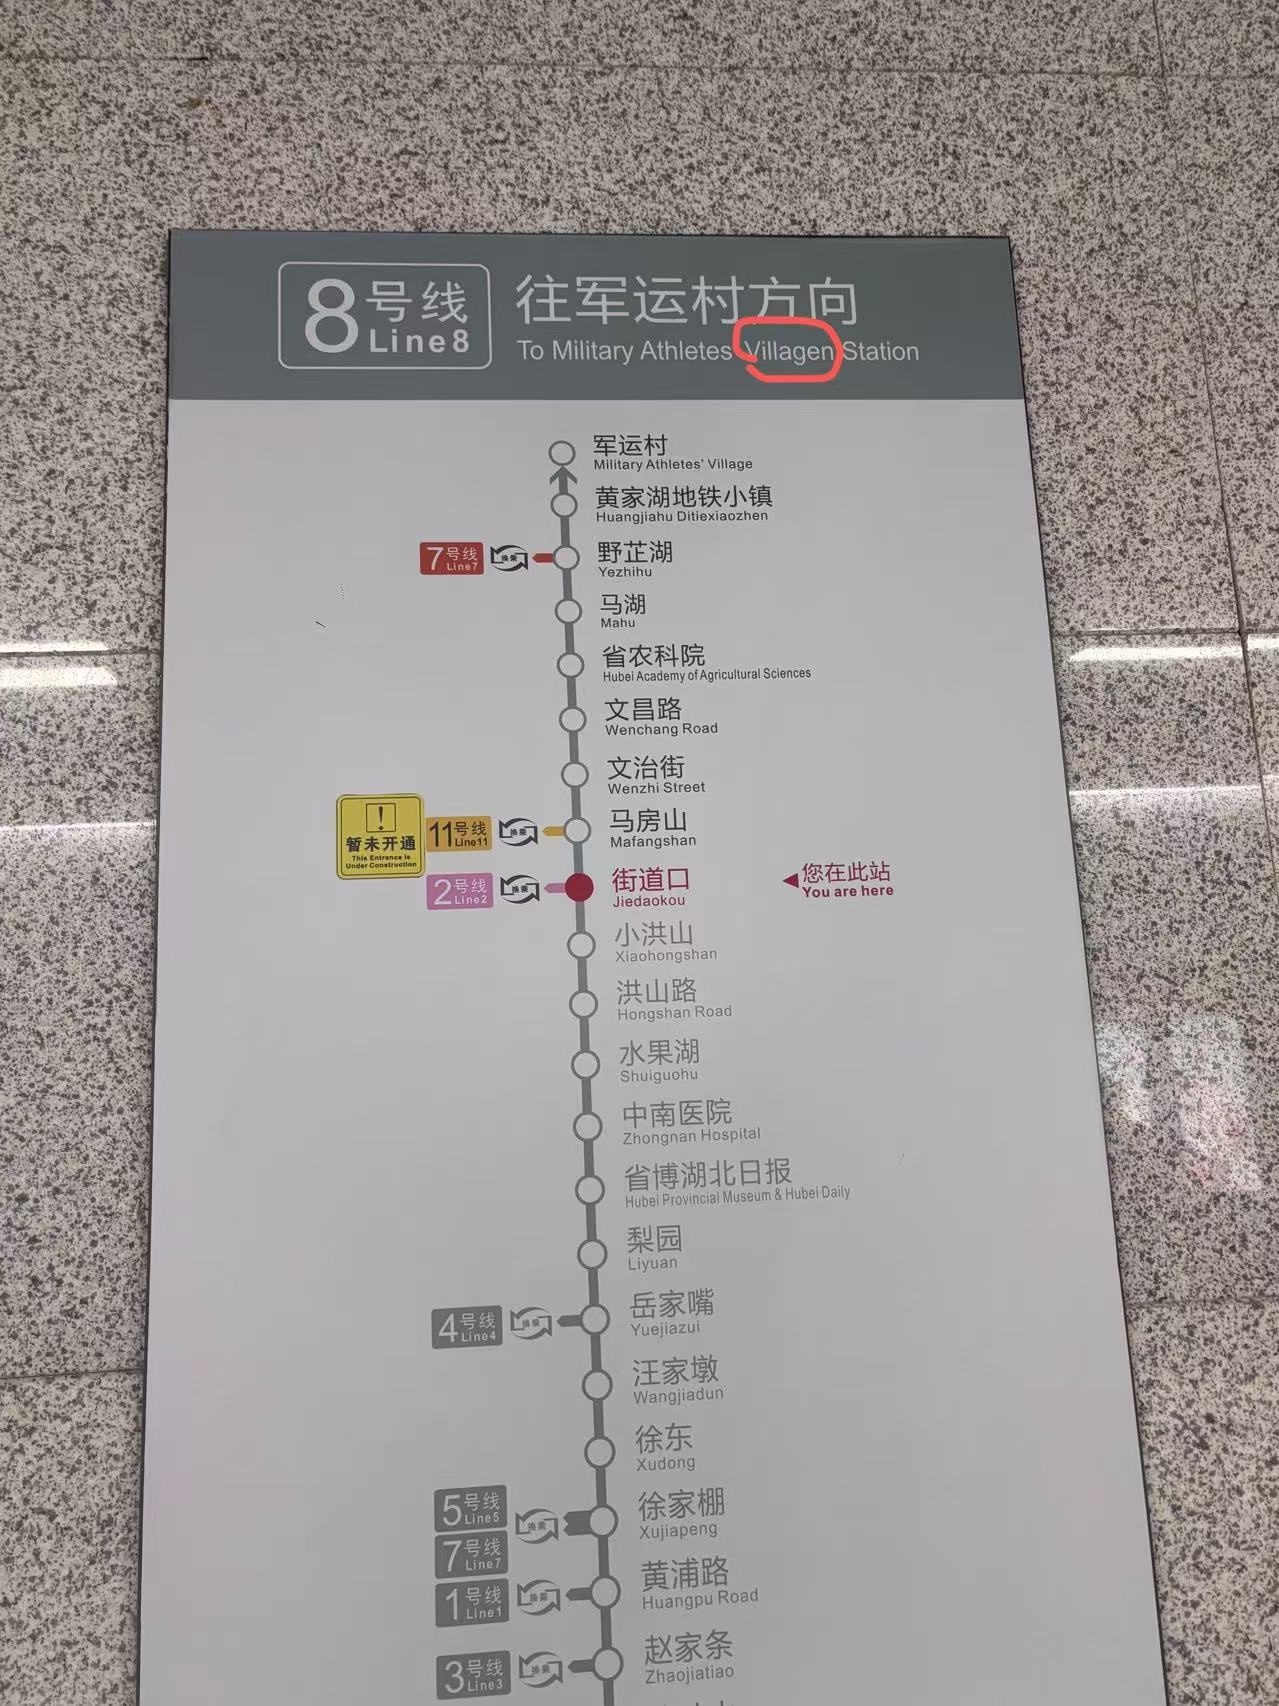 8号线
Line8
往军运村方向
To Military Athletes' Villagen Station
军运村
Military Athletes' Village
黄家湖地铁小镇
Huangjiahu Ditiexiaozhen
7号线
Line7
换乘
野芷湖
Yezhihu
马湖
Mahu
省农科院
Hubei Academy of Agricultural Sciences
文昌路
Wenchang Road
文治街
Wenzhi Street
!
暂未开通
This Entrance is
Under Construction
11号线
Line11
换乘
马房山
Mafangshan
2号线
Line2
换乘
街道口
Jiedaokou
您在此站
You are here
小洪山
Xiaohongshan
洪山路
Hongshan Road
水果湖
Shuiguohu
中南医院
Zhongnan Hospital
省博湖北日报
Hubei Provincial Museum & Hubei Daily
梨园
Liyuan
4号线
Line4
换乘
岳家嘴
Yuejiazui
汪家墩
Wangjiadun
徐东
Xudong
5号线
Line5
7号线
Line7
换乘
徐家棚
Xujiapeng
1号线
Line1
换乘
黄浦路
Huangpu Road
3号线
Line3
换乘
赵家条
Zhaojiatiao